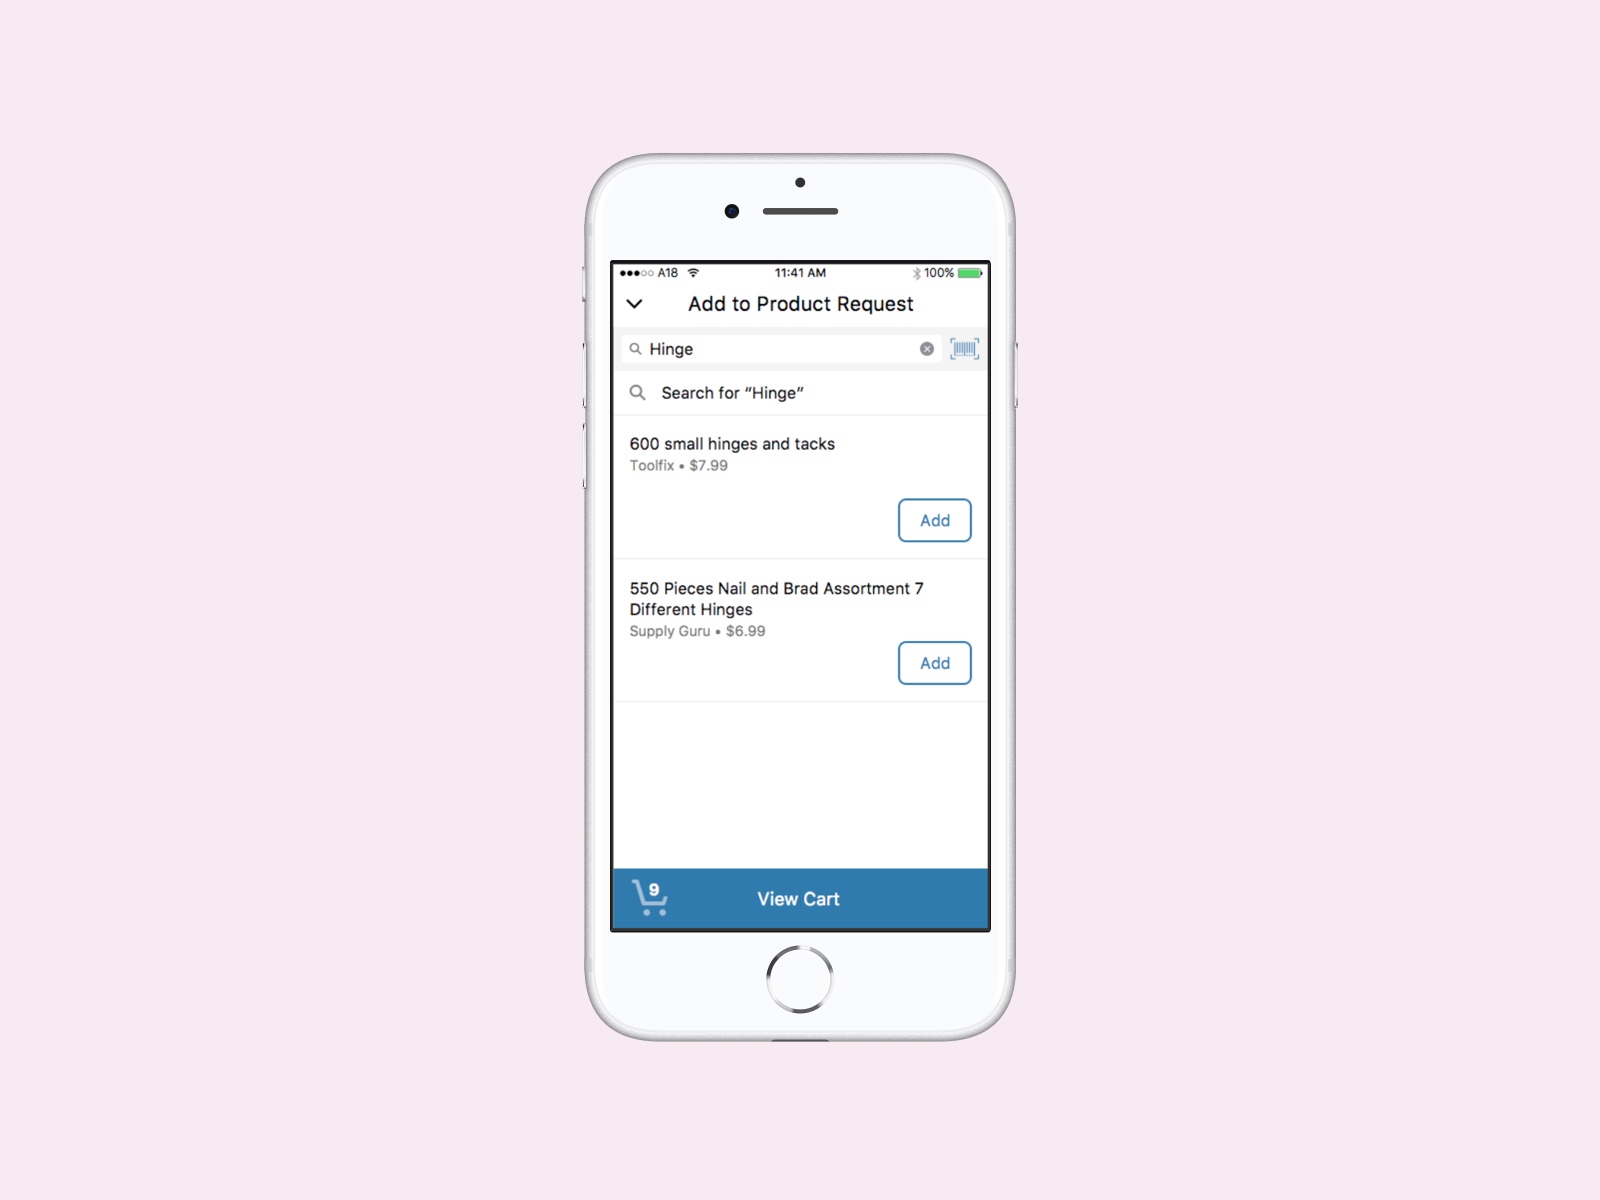 A18 11:41 AM 100%
Add to Product Request
Hinge
Search for “Hinge”
600 small hinges and tacks
Toolfix • $7.99
Add
550 Pieces Nail and Brad Assortment 7
Different Hinges
Supply Guru • $6.99
Add
9 View Cart